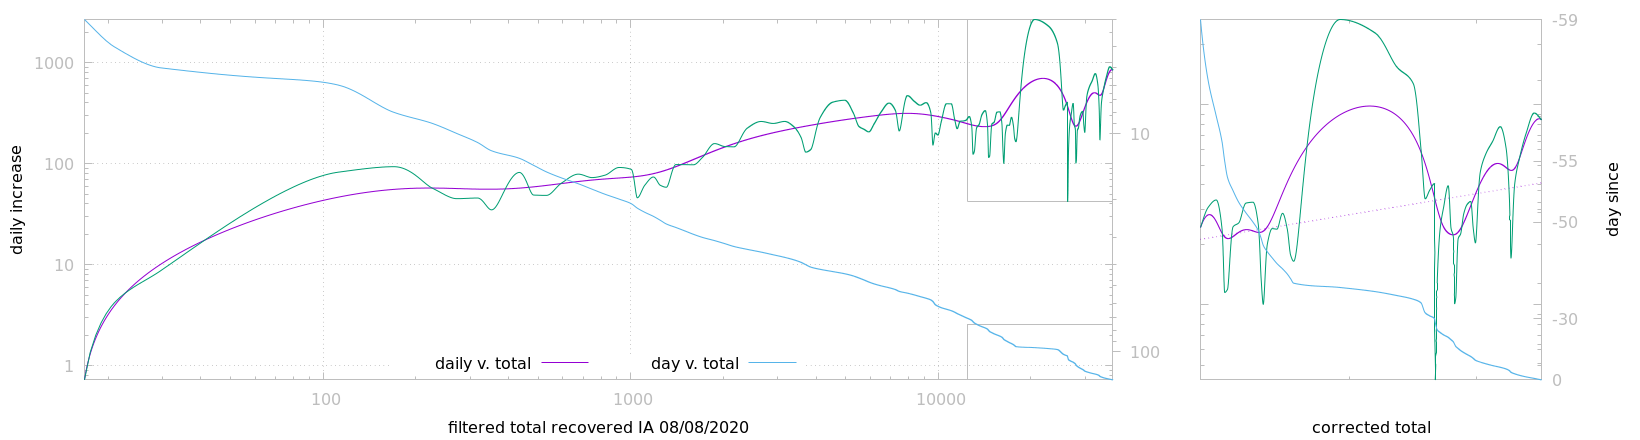 daily increase
1000
100
10
1
100
1000
10000
filtered total recovered IA 08/08/2020
daily v. total
day v. total
10
100
-59
-55
-50
-30
0
day since
corrected total